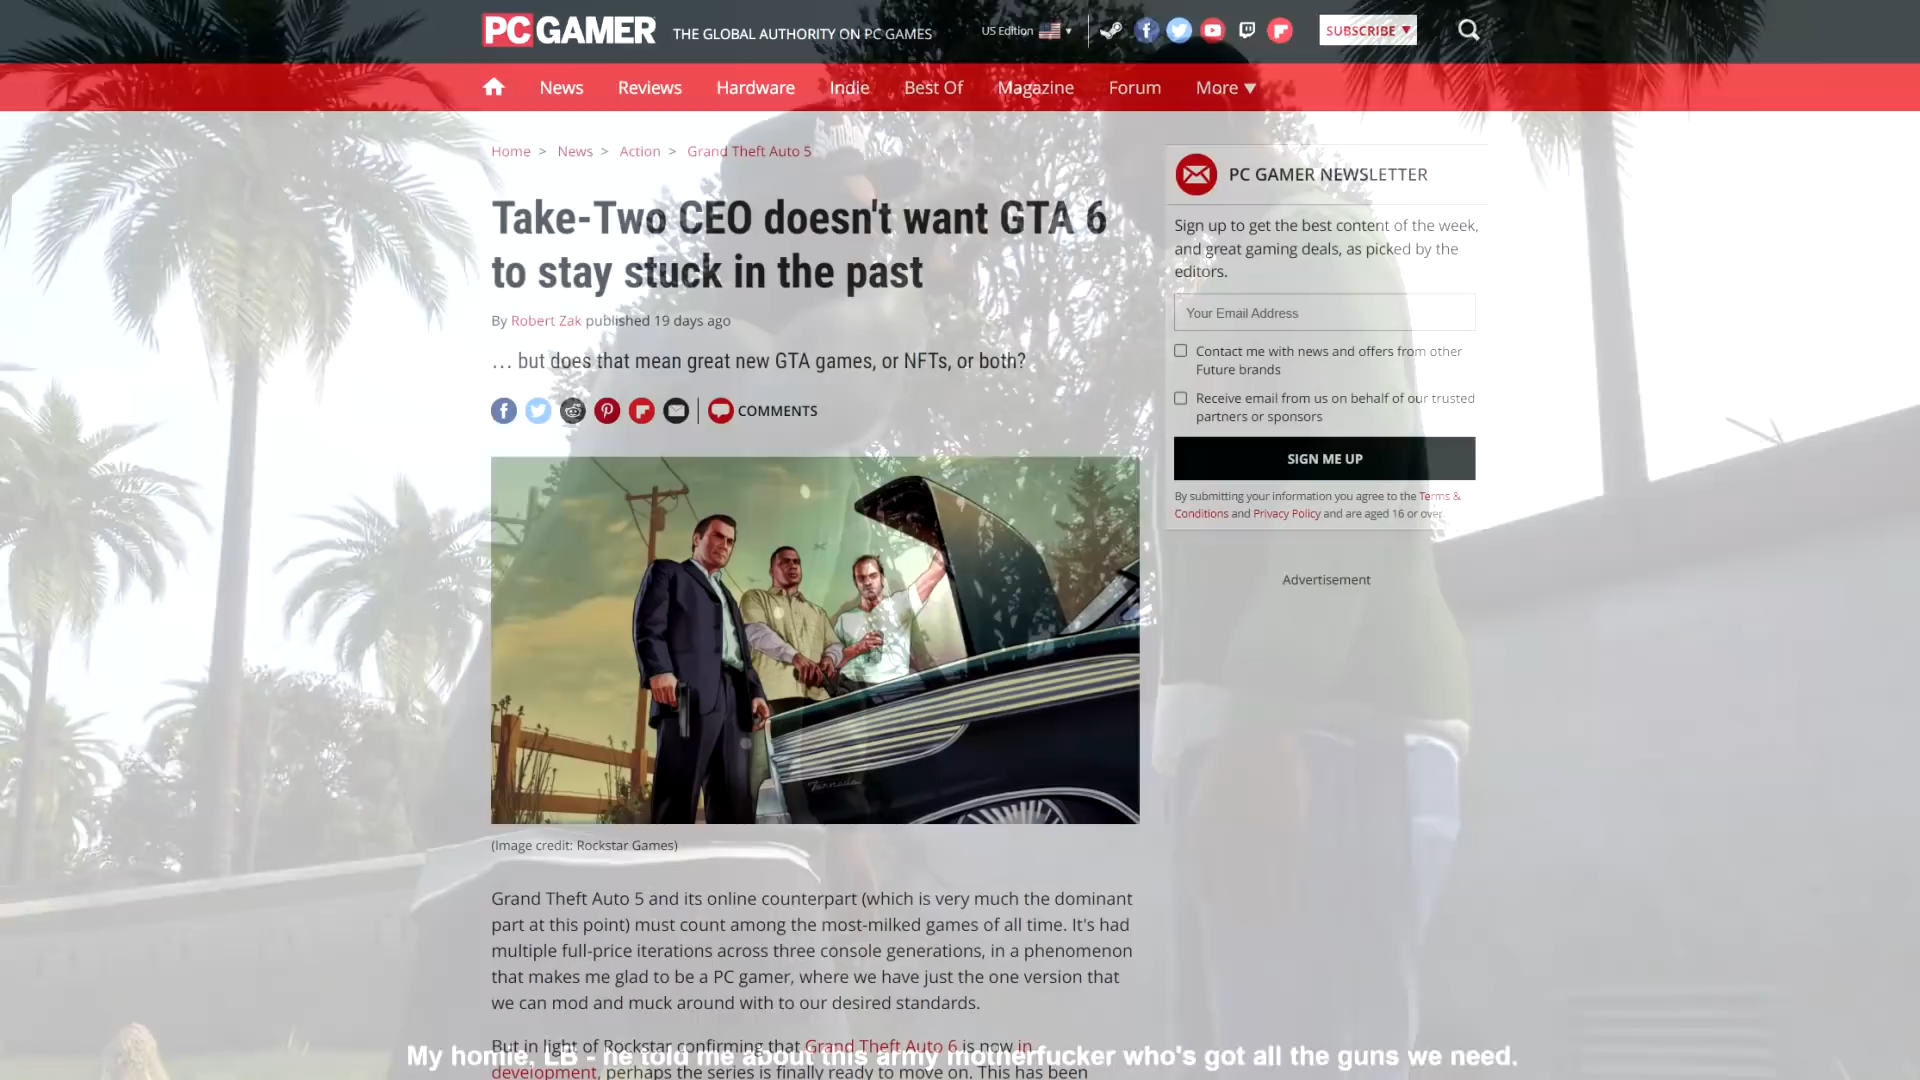 PC GAMER THE GLOBAL AUTHORITY ON PC GAMES US Edition SUBSCRIBE
News Reviews Hardware Indie Best Of Magazine Forum More
Home > News > Action > Grand Theft Auto 5
Take-Two CEO doesn't want GTA 6
to stay stuck in the past
By Robert Zak published 19 days ago
... but does that mean great new GTA games, or NFTs, or both?
COMMENTS
Tornado
(Image credit: Rockstar Games)
Grand Theft Auto 5 and its online counterpart (which is very much the dominant
part at this point) must count among the most-milked games of all time. It's had
multiple full-price iterations across three console generations, in a phenomenon
that makes me glad to be a PC gamer, where we have just the one version that
we can mod and muck around with to our desired standards.
But in light of Rockstar confirming that Grand Theft Auto 6 is now in
development, perhaps the series is finally ready to move on. This has been
PC GAMER NEWSLETTER
Sign up to get the best content of the week,
and great gaming deals, as picked by the
editors.
Your Email Address
Contact me with news and offers from other
Future brands
Receive email from us on behalf of our trusted
partners or sponsors
SIGN ME UP
By submitting your information you agree to the Terms &
Conditions and Privacy Policy and are aged 16 or over.
Advertisement
My homie, LB - he told me about this army motherfucker who's got all the guns we need.